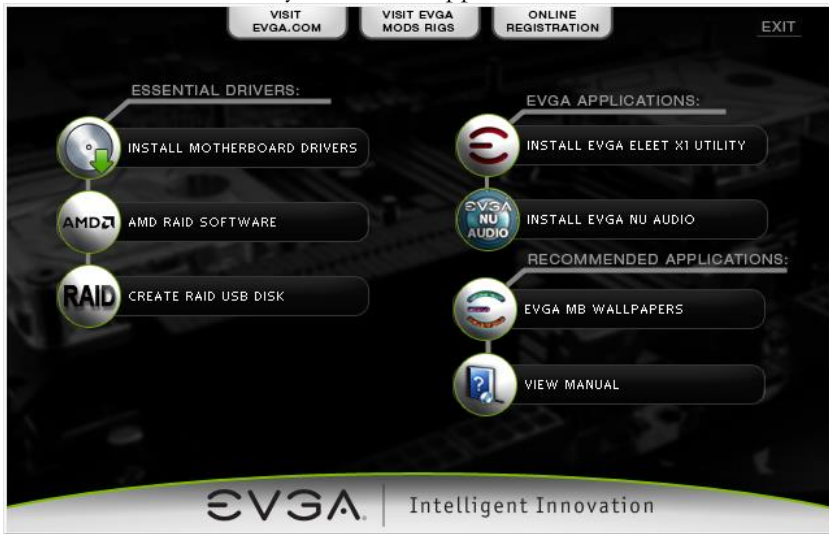 VISIT
EVGA.COM
VISIT EVGA
MODS RIGS
ONLINE
REGISTRATION
EXIT
ESSENTIAL DRIVERS:
INSTALL MOTHERBOARD DRIVERS
AMD
AMD RAID SOFTWARE
RAID
CREATE RAID USB DISK
EVGA APPLICATIONS:
INSTALL EVGA ELEET X1 UTILITY
EVGA
NU
AUDIO
INSTALL EVGA NU AUDIO
RECOMMENDED APPLICATIONS:
EVGA MB WALLPAPERS
?
VIEW MANUAL
EVGA.
Intelligent Innovation